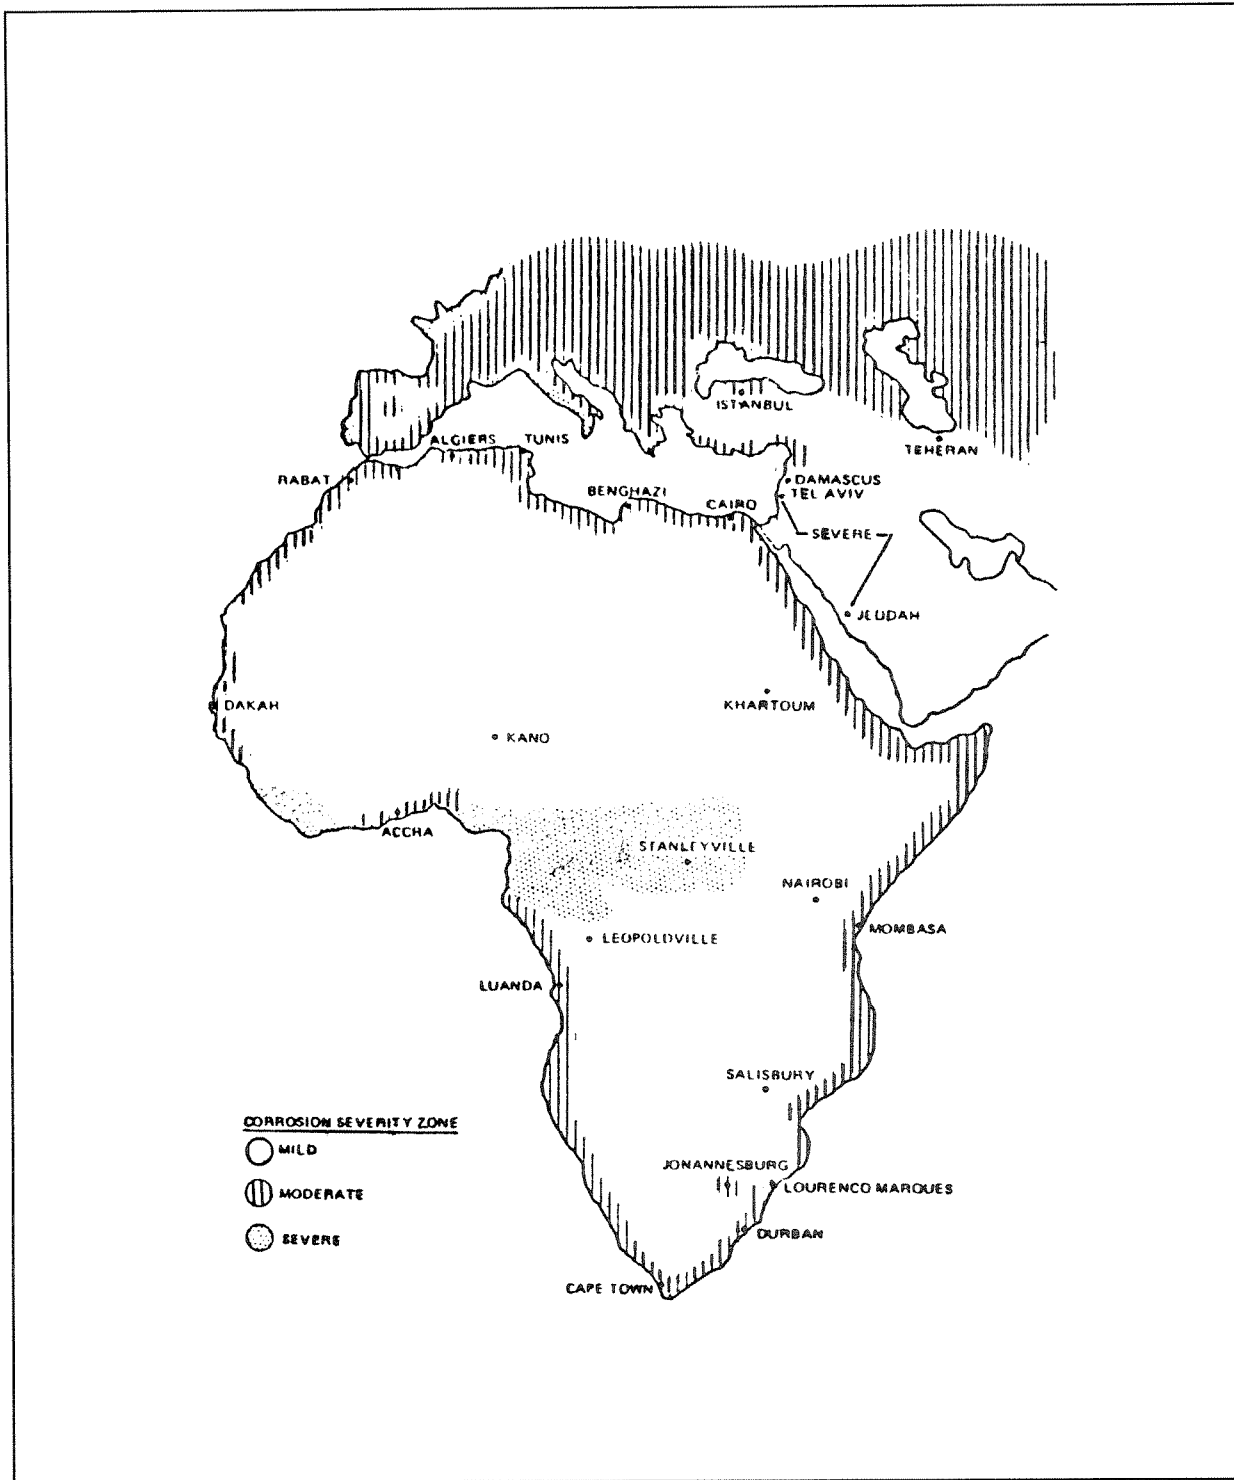 ISTANBUL
TEHERAN
ALGIERS
TUNIS
RABAT
DAMASCUS
TEL AVIV
BENGHAZI
CAIRO
SEVERE
JEUDAH
DAKAH
KHARTOUM
KANO
ACCHA
STANLEYVILLE
NAIROBI
MOMBASA
LEOPOLDVILLE
LUANDA
SALISBURY
CORROSION SEVERITY ZONE
MILD
MODERATE
SEVERE
JONANNESBURG
LOURENCO MARQUES
DURBAN
CAPE TOWN